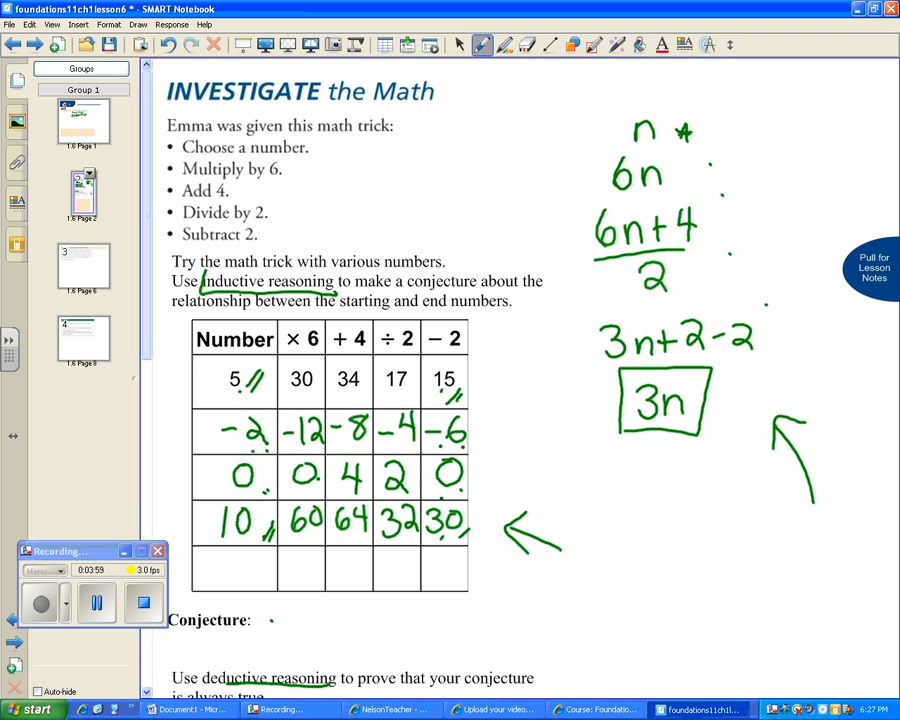 foundations11ch1lesson6 * - SMART Notebook
File Edit View Insert Format Draw Response Help
Groups
Group 1
1.6 Page 1
2
1.6 Page 2
3
1.6 Page 6
4
1.6 Page 8
INVESTIGATE the Math
Emma was given this math trick:
• Choose a number.
• Multiply by 6.
• Add 4.
• Divide by 2.
• Subtract 2.
Try the math trick with various numbers.
Use inductive reasoning to make a conjecture about the
relationship between the starting and end numbers.
Number × 6 + 4 ÷ 2 − 2
5 30 34 17 15
-2 -12 -8 -4 -6
0 0 4 2 0
10 60 64 32 30
Conjecture:
Use deductive reasoning to prove that your conjecture
is always true.
n
6n
6n+4
2
3n+2-2
3n
Pull for
Lesson
Notes
Recording...
Menu
0:03:59
3.0 fps
Auto-hide
start
Document1 - Micr...
Recording...
NelsonTeacher - ...
Upload your video...
Course: Foundatio...
foundations11ch1l...
6:27 PM